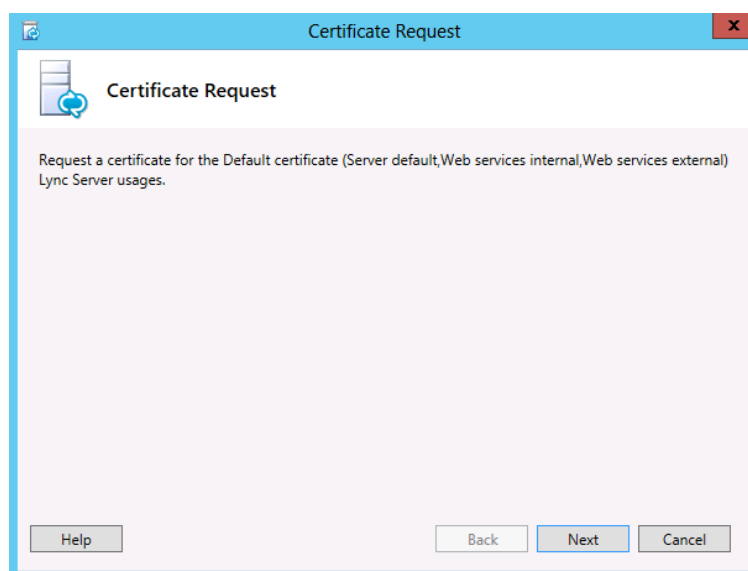 Certificate Request
x
Certificate Request
Request a certificate for the Default certificate (Server default,Web services internal,Web services external)
Lync Server usages.
Help
Back
Next
Cancel